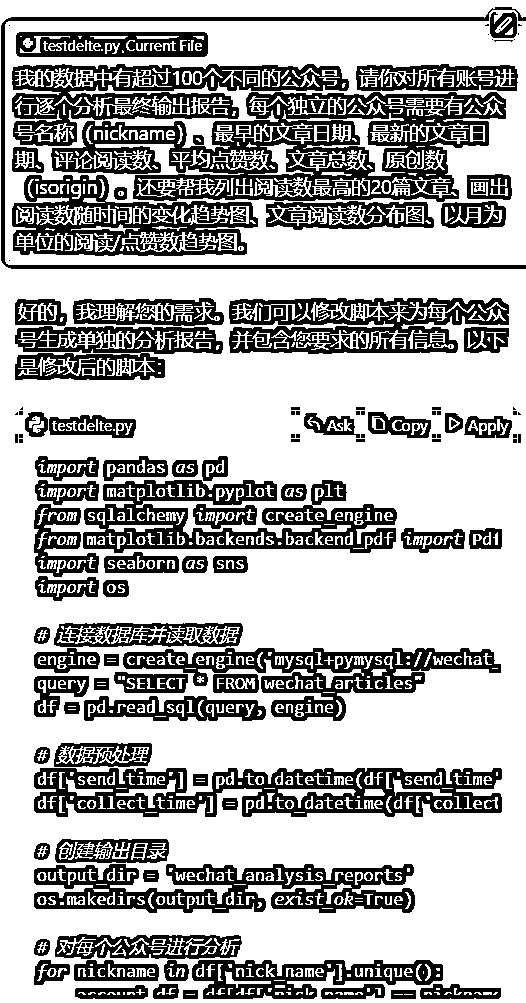 testdelte.py Current File
我的数据中有超过100个不同的公众号，请你对所有账号进
行逐个分析最终输出报告，每个独立的公众号需要有公众
号名称（nickname）、最早的文章日期、最新的文章日
期、评论阅读数、平均点赞数、文章总数、原创数
（isorigin）。还要帮我列出阅读数最高的20篇文章、画出
阅读数随时间的变化趋势图、文章阅读数分布图、以月为
单位的阅读/点赞数趋势图。
好的，我理解您的需求。我们可以修改脚本来为每个公众
号生成单独的分析报告，并包含您要求的所有信息。以下
是修改后的脚本：
testdelte.py Ask Copy Apply
import pandas as pd
import matplotlib.pyplot as plt
from sqlalchemy import create_engine
from matplotlib.backends.backend_pdf import Pdf
import seaborn as sns
import os
# 连接数据库并读取数据
engine = create_engine('mysql+pymysql://wechat_
query = "SELECT * FROM wechat_articles"
df = pd.read_sql(query, engine)
# 数据预处理
df['send_time'] = pd.to_datetime(df['send_time'
df['collect_time'] = pd.to_datetime(df['collect
# 创建输出目录
output_dir = 'wechat_analysis_reports'
os.makedirs(output_dir, exist_ok=True)
# 对每个公众号进行分析
for nickname in df['nick_name'].unique():
account_df = df[df['nick_name'] == nickname